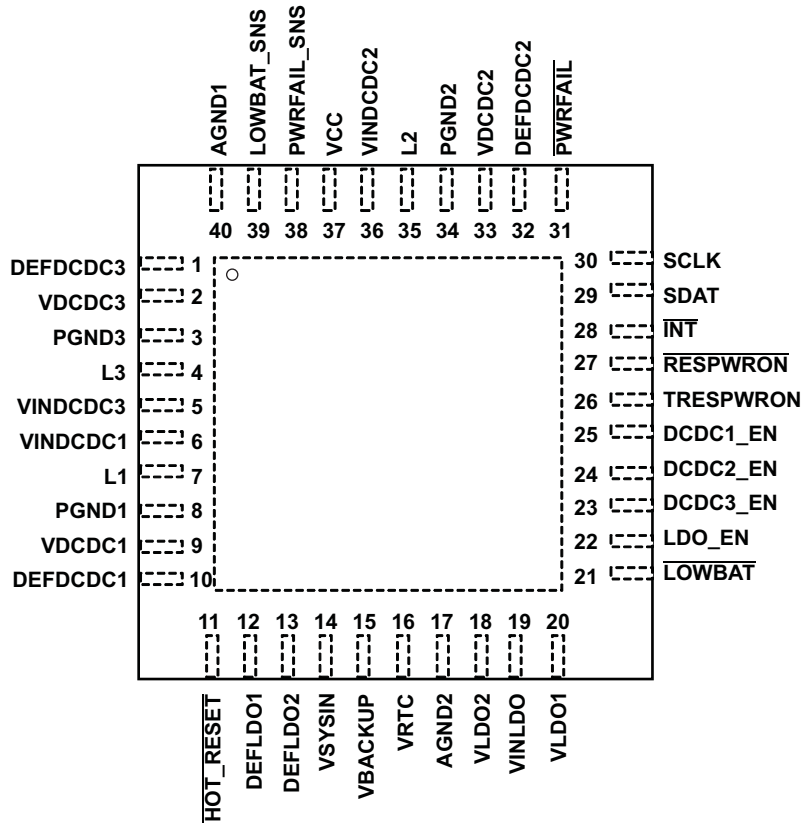 AGND1
LOWBAT_SNS
PWRFAIL_SNS
VCC
VINDCDC2
L2
PGND2
VDCDC2
DEFDCDC2
PWRFAIL
40 39 38 37 36 35 34 33 32 31
DEFDCDC3 1
VDCDC3 2
PGND3 3
L3 4
VINDCDC3 5
VINDCDC1 6
L1 7
PGND1 8
VDCDC1 9
DEFDCDC1 10
30 SCLK
29 SDAT
28 INT
27 RESPWRON
26 TRESPWRON
25 DCDC1_EN
24 DCDC2_EN
23 DCDC3_EN
22 LDO_EN
21 LOWBAT
11 12 13 14 15 16 17 18 19 20
HOT_RESET
DEFLDO1
DEFLDO2
VSYSIN
VBACKUP
VRTC
AGND2
VLDO2
VINLDO
VLDO1